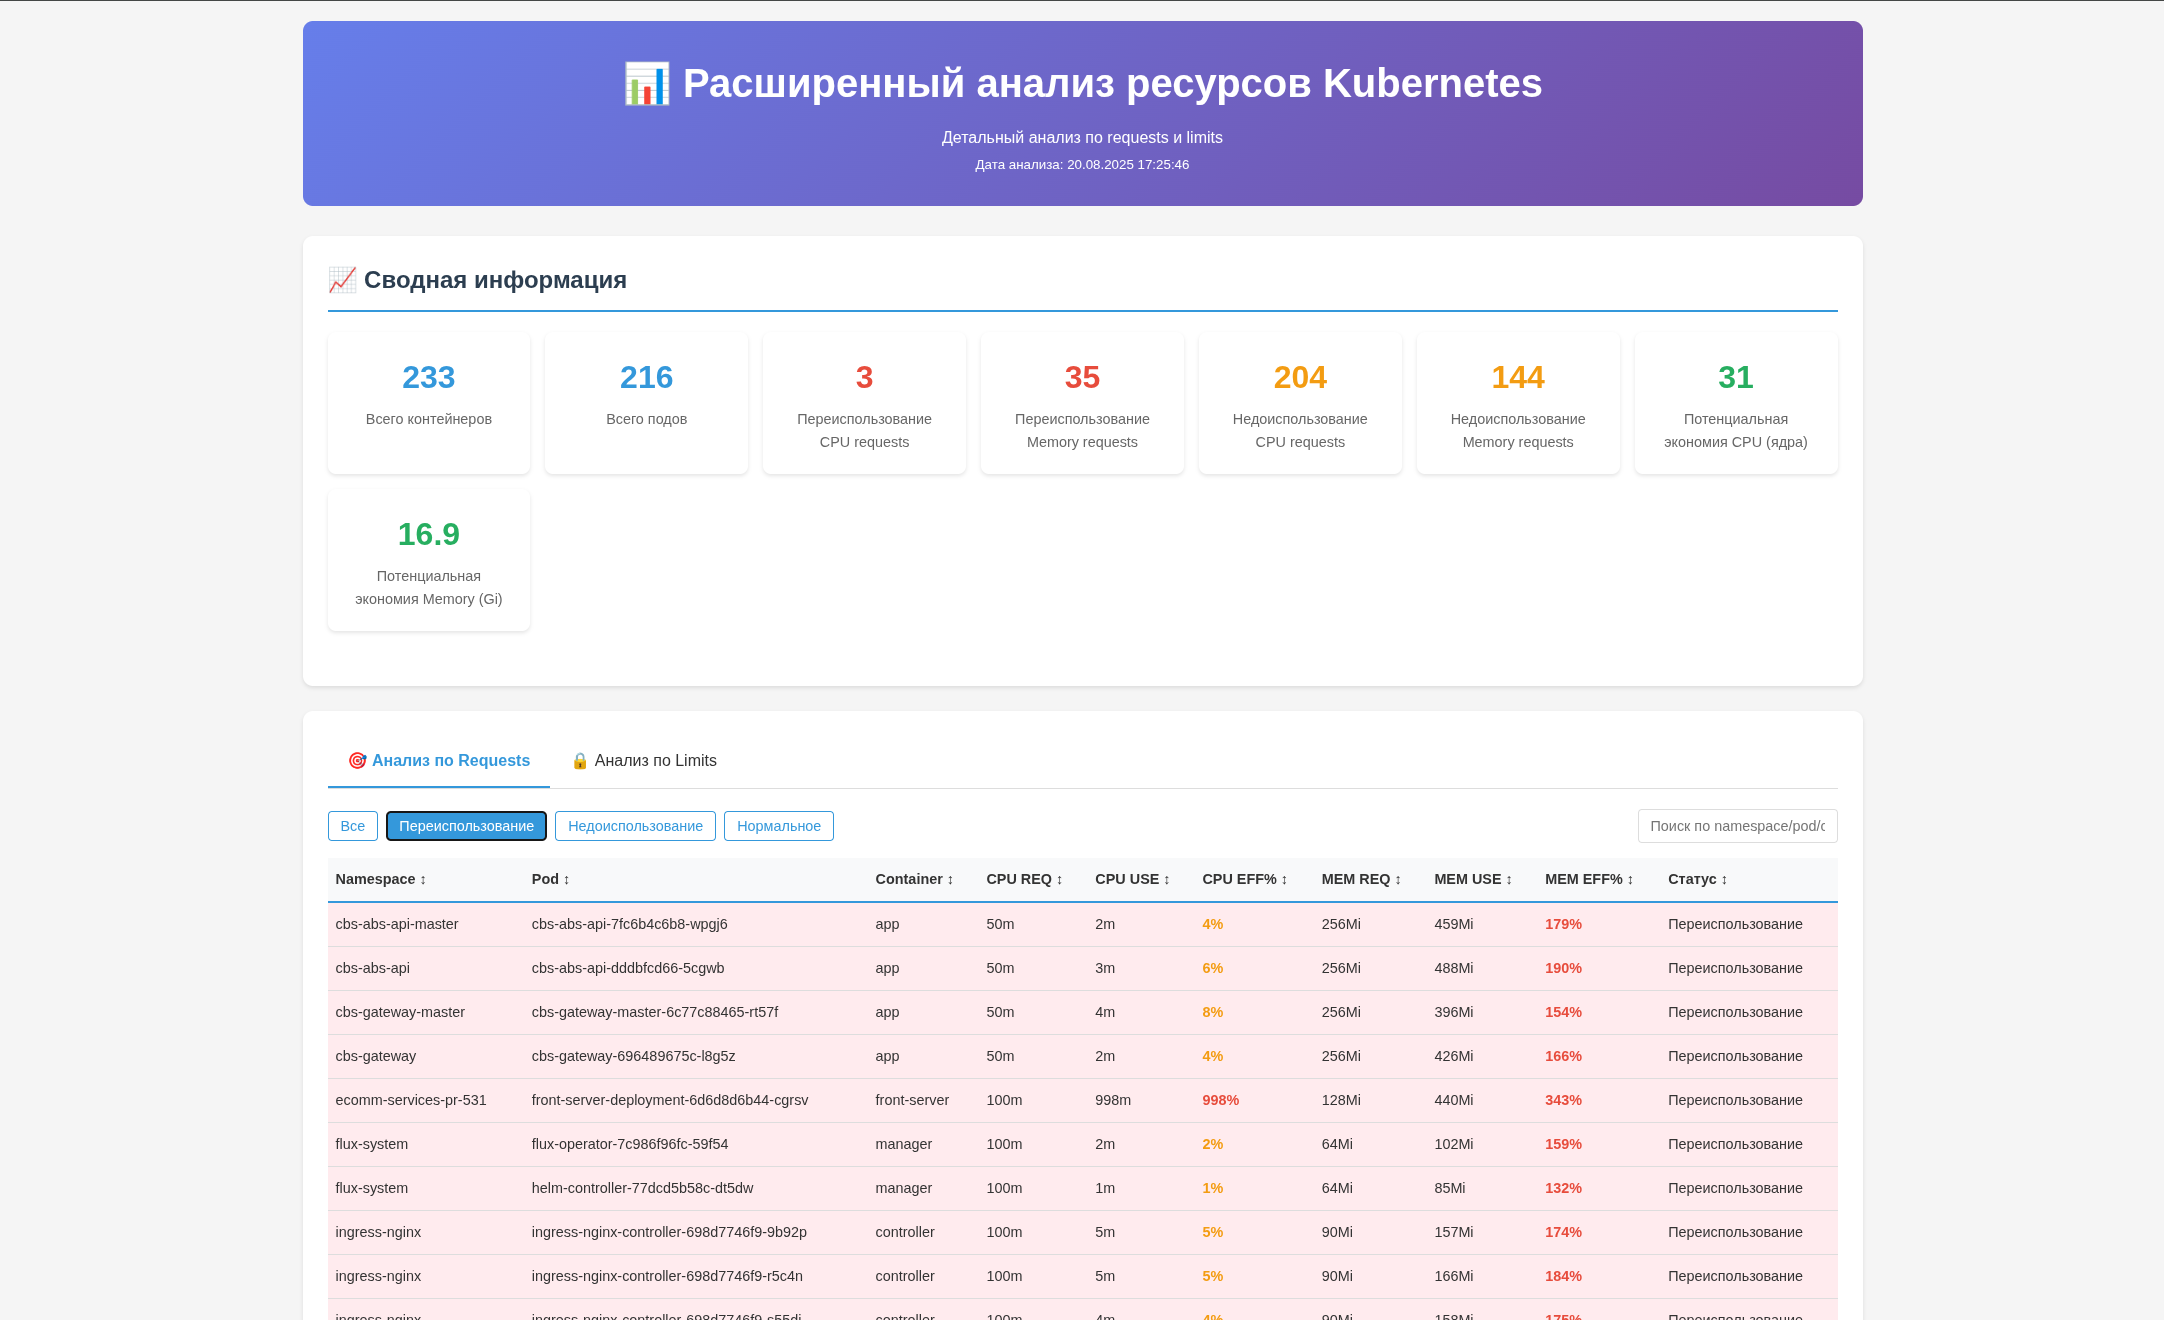 📊 Расширенный анализ ресурсов Kubernetes
Детальный анализ по requests и limits
Дата анализа: 20.08.2025 17:25:46
📈 Сводная информация
233
Всего контейнеров
216
Всего подов
3
Переиспользование
CPU requests
35
Переиспользование
Memory requests
204
Недоиспользование
CPU requests
144
Недоиспользование
Memory requests
31
Потенциальная
экономия CPU (ядра)
16.9
Потенциальная
экономия Memory (Gi)
🎯 Анализ по Requests 🔒 Анализ по Limits
Все Переиспользование Недоиспользование Нормальное Поиск по namespace/pod/
Namespace ↕ Pod ↕ Container ↕ CPU REQ ↕ CPU USE ↕ CPU EFF% ↕ MEM REQ ↕ MEM USE ↕ MEM EFF% ↕ Статус ↕
cbs-abs-api-master cbs-abs-api-7fc6b4c6b8-wpgj6 app 50m 2m 4% 256Mi 459Mi 179% Переиспользование
cbs-abs-api cbs-abs-api-dddbfcd66-5cgwb app 50m 3m 6% 256Mi 488Mi 190% Переиспользование
cbs-gateway-master cbs-gateway-master-6c77c88465-rt57f app 50m 4m 8% 256Mi 396Mi 154% Переиспользование
cbs-gateway cbs-gateway-696489675c-l8g5z app 50m 2m 4% 256Mi 426Mi 166% Переиспользование
ecomm-services-pr-531 front-server-deployment-6d6d8d6b44-cgrsv front-server 100m 998m 998% 128Mi 440Mi 343% Переиспользование
flux-system flux-operator-7c986f96fc-59f54 manager 100m 2m 2% 64Mi 102Mi 159% Переиспользование
flux-system helm-controller-77dcd5b58c-dt5dw manager 100m 1m 1% 64Mi 85Mi 132% Переиспользование
ingress-nginx ingress-nginx-controller-698d7746f9-9b92p controller 100m 5m 5% 90Mi 157Mi 174% Переиспользование
ingress-nginx ingress-nginx-controller-698d7746f9-r5c4n controller 100m 5m 5% 90Mi 166Mi 184% Переиспользование
ingress-nginx controller 100m 4m 4% 90Mi 158Mi 175% Переиспользование